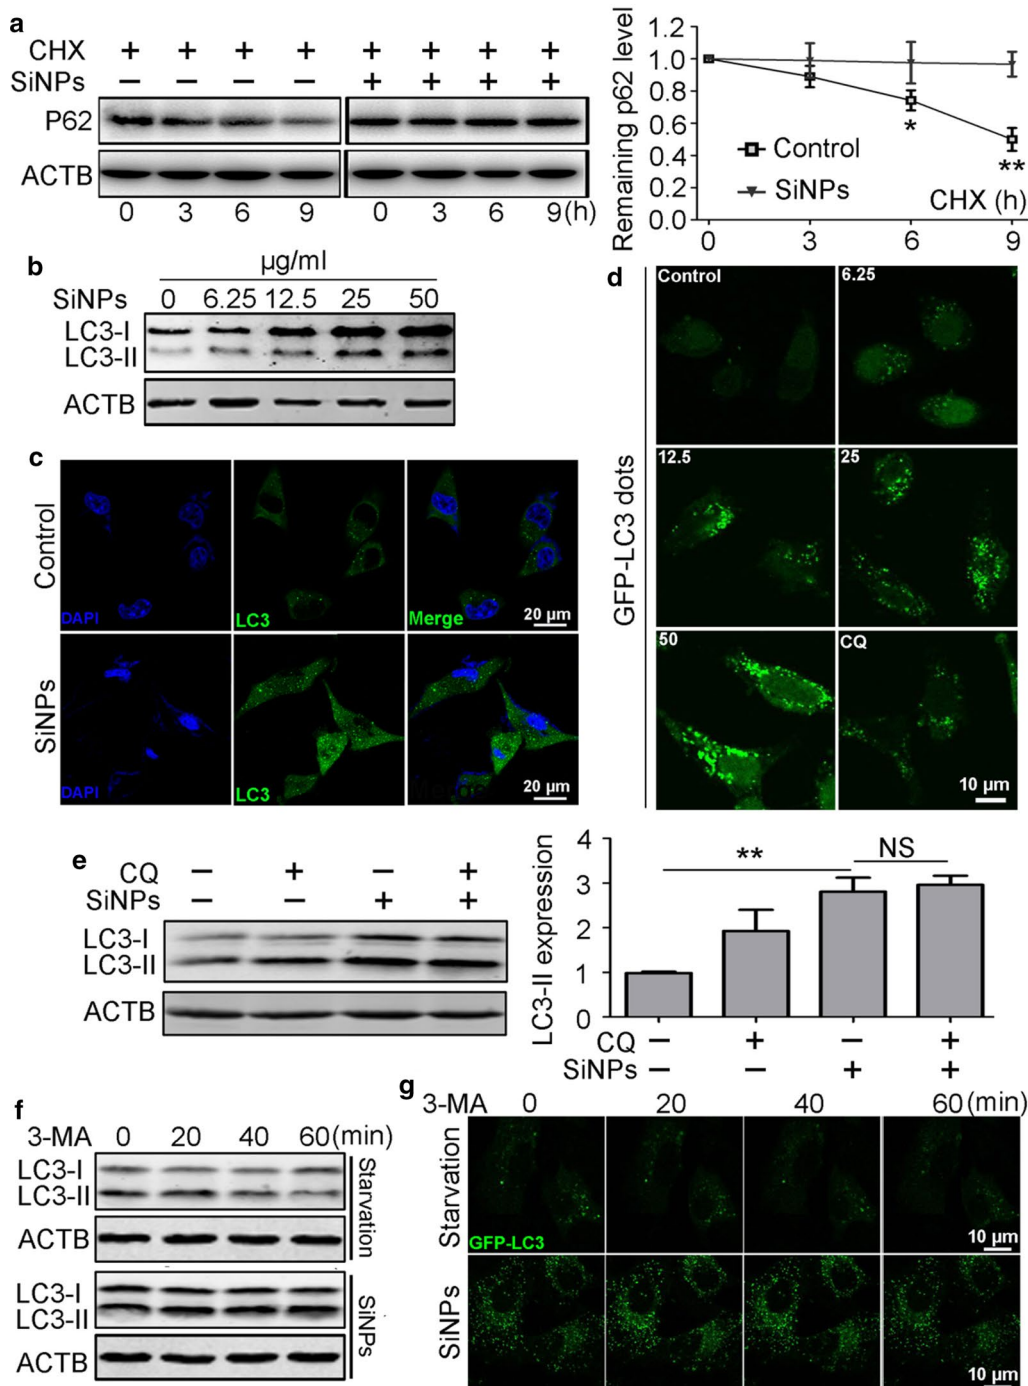 a
CHX + + + + + + + +
SiNPs – – – – + + + +
P62
ACTB
0 3 6 9 0 3 6 9(h)
Remaining p62 level
1.2
1.0
0.8
0.6
0.4
0.2
0.0
Control
SiNPs
*
**
CHX (h)
0 3 6 9
b
µg/ml
SiNPs 0 6.25 12.5 25 50
LC3-I
LC3-II
ACTB
c
Control
DAPI LC3 Merge 20 µm
SiNPs
DAPI LC3 Merge 20 µm
d
GFP-LC3 dots
Control 6.25
12.5 25
50 CQ
10 µm
e
CQ – + – +
SiNPs – – + +
LC3-I
LC3-II
ACTB
LC3-II expression
4
3
2
1
0
** NS
CQ – + – +
SiNPs – – + +
f
3-MA 0 20 40 60(min)
LC3-I
LC3-II
ACTB
Starvation
LC3-I
LC3-II
ACTB
SiNPs
g
3-MA 0 20 40 60(min)
Starvation
GFP-LC3
10 µm
SiNPs
10 µm